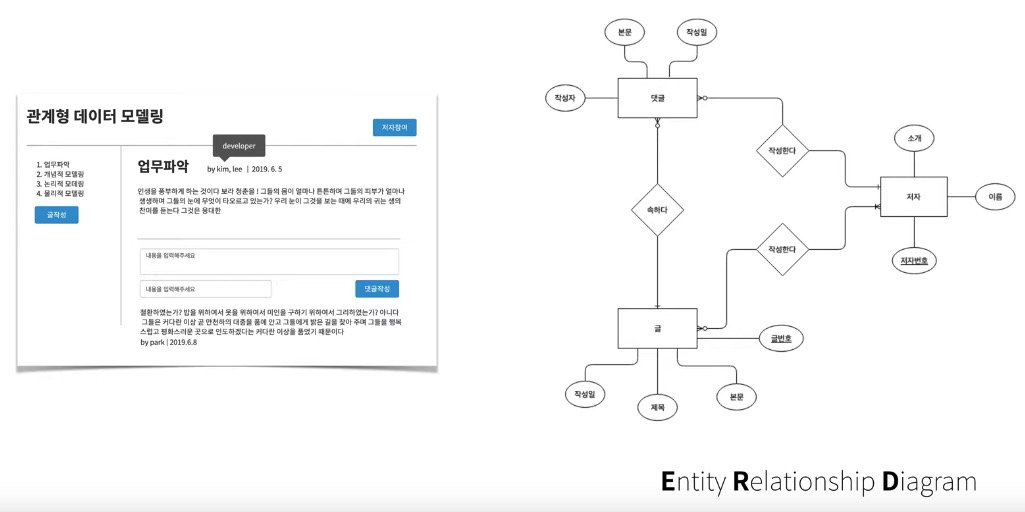 관계형 데이터 모델링
저자참여
developer
1. 업무파악
2. 개념적 모델링
3. 논리적 모데링
4. 물리적 모델링
글작성
업무파악
by kim, lee | 2019. 6. 5
인생을 풍부하게 하는 것이다 보라 청춘을 ! 그들의 몸이 얼마나 튼튼하며 그들의 피부가 얼마나
생생하며 그들의 눈에 무엇이 타오르고 있는가? 우리 눈이 그것을 보는 때에 우리의 귀는 생의
찬미를 듣는다 그것은 웅대한
내용을 입력해주세요
내용을 입력해주세요
댓글작성
철환하였는가? 밥을 위하여서 옷을 위하여서 미인을 구하기 위하여서 그리하였는가? 아니다
그들은 커다란 이상 곧 만천하의 대중을 품에 안고 그들에게 밝은 길을 찾아 주며 그들을 행복
스럽고 평화스러운 곳으로 인도하겠다는 커다란 이상을 품었기 때문이다
by park | 2019.6.8
본문
작성일
작성자
댓글
작성한다
소개
속하다
저자
이름
작성한다
저자번호
글
글번호
작성일
제목
본문
Entity Relationship Diagram